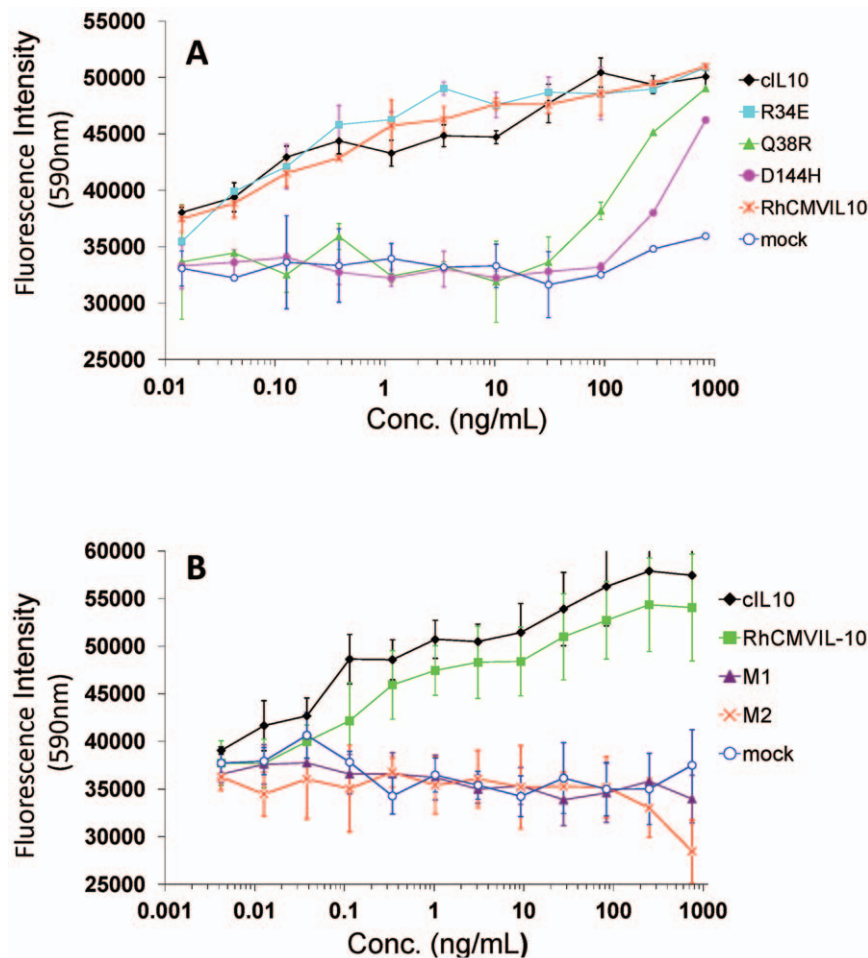 A
Fluorescence Intensity
(590nm)
55000
50000
45000
40000
35000
30000
25000
0.01
0.10
1
10
100
1000
Conc. (ng/mL)
cIL10
R34E
Q38R
D144H
RhCMVIL10
mock
B
Fluorescence Intensity
(590nm)
60000
55000
50000
45000
40000
35000
30000
25000
0.001
0.01
0.1
1
10
100
1000
Conc. (ng/mL)
cIL10
RhCMVIL-10
M1
M2
mock